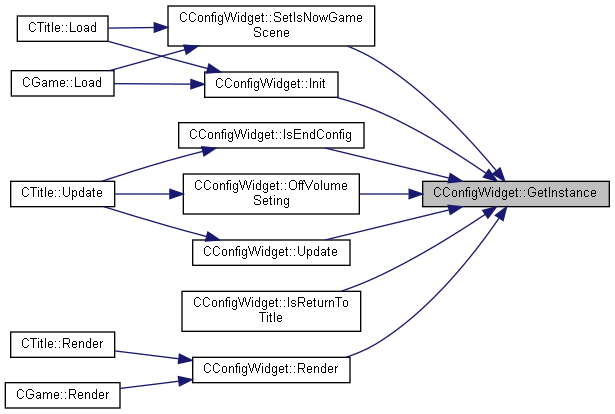 CTitle::Load
CConfigWidget::SetIsNowGame
Scene
CGame::Load
CConfigWidget::Init
CConfigWidget::IsEndConfig
CTitle::Update
CConfigWidget::OffVolume
Seting
CConfigWidget::GetInstance
CConfigWidget::Update
CConfigWidget::IsReturnTo
Title
CTitle::Render
CConfigWidget::Render
CGame::Render